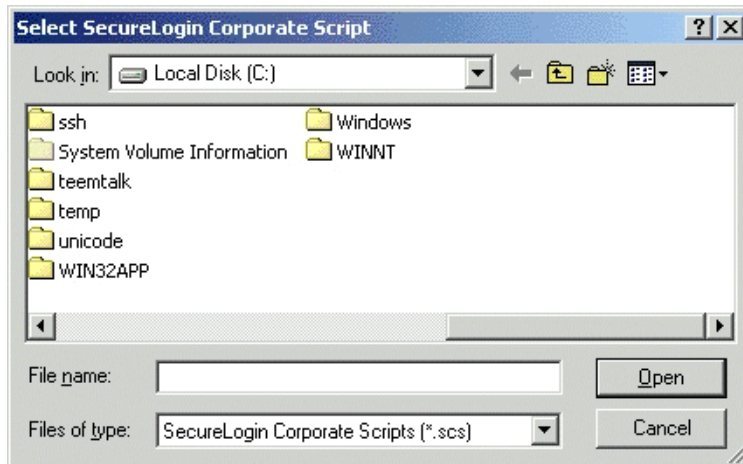 Select SecureLogin Corporate Script
Look in: Local Disk (C:)
ssh
System Volume Information
teemtalk
temp
unicode
WIN32APP
Windows
WINNT
File name:
Open
Files of type: SecureLogin Corporate Scripts (*.scs)
Cancel